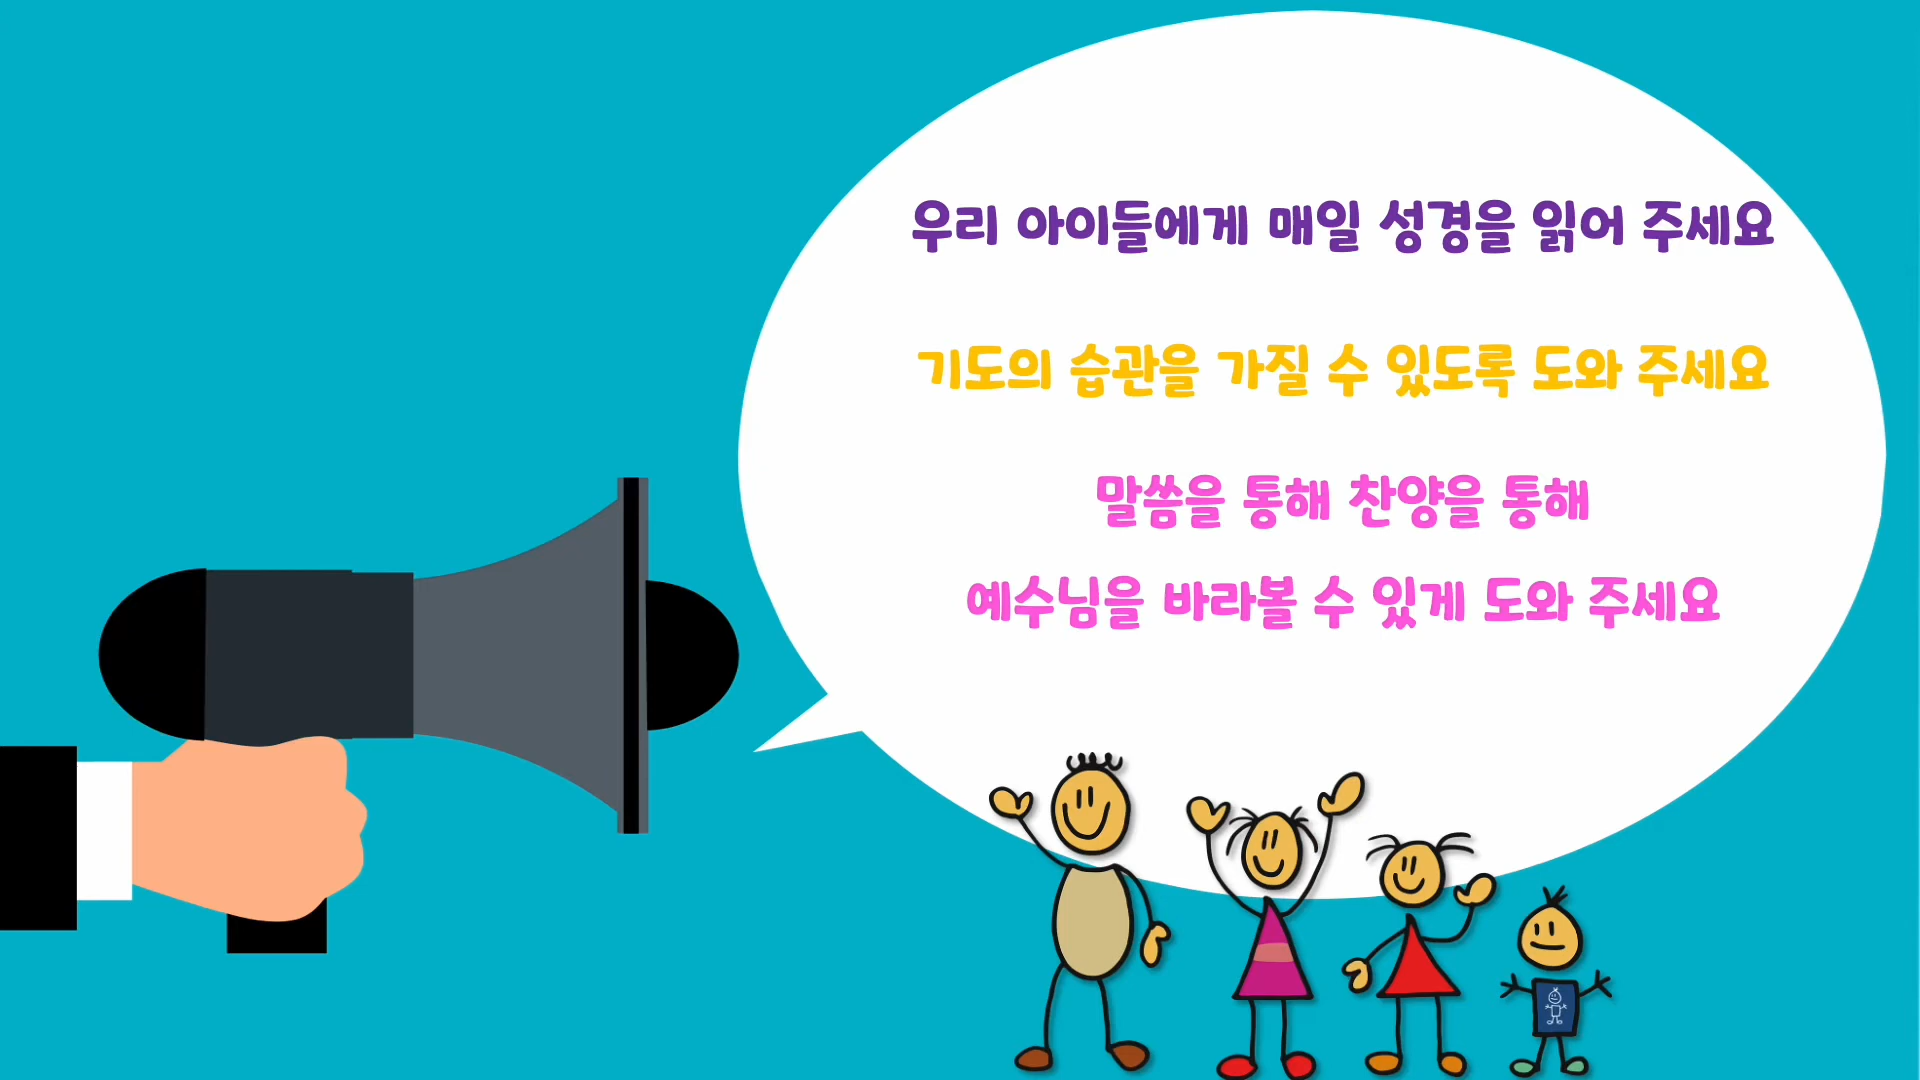 우리 아이들에게 매일 성경을 읽어 주세요
기도의 습관을 가질 수 있도록 도와 주세요
말씀을 통해 찬양을 통해
예수님을 바라볼 수 있게 도와 주세요